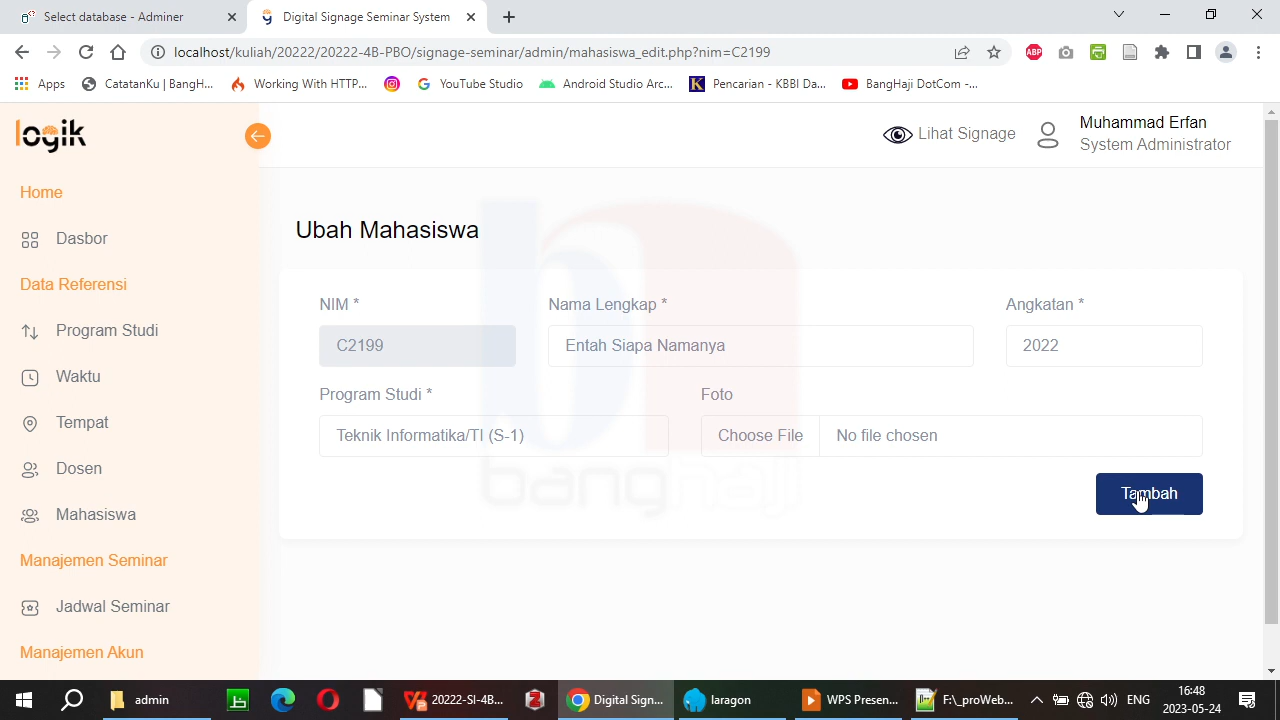 Select database - Adminer
Digital Signage Seminar System
localhost/kuliah/20222/20222-4B-PBO/signage-seminar/admin/mahasiswa_edit.php?nim=C2199
ABP
Apps
CatatanKu | BangH...
Working With HTTP...
YouTube Studio
Android Studio Arc...
Pencarian - KBBI Da...
BangHaji DotCom -...
logik
Lihat Signage
Muhammad Erfan
System Administrator
Home
Dasbor
Data Referensi
Program Studi
Waktu
Tempat
Dosen
Mahasiswa
Manajemen Seminar
Jadwal Seminar
Manajemen Akun
Ubah Mahasiswa
NIM *
Nama Lengkap *
Angkatan *
C2199
Entah Siapa Namanya
2022
Program Studi *
Foto
Teknik Informatika/TI (S-1)
Choose File
No file chosen
Tambah
banghaji
admin
20222-SI-4B...
Digital Sign...
laragon
WPS Presen...
F:\_proWeb...
ENG
16:48
2023-05-24